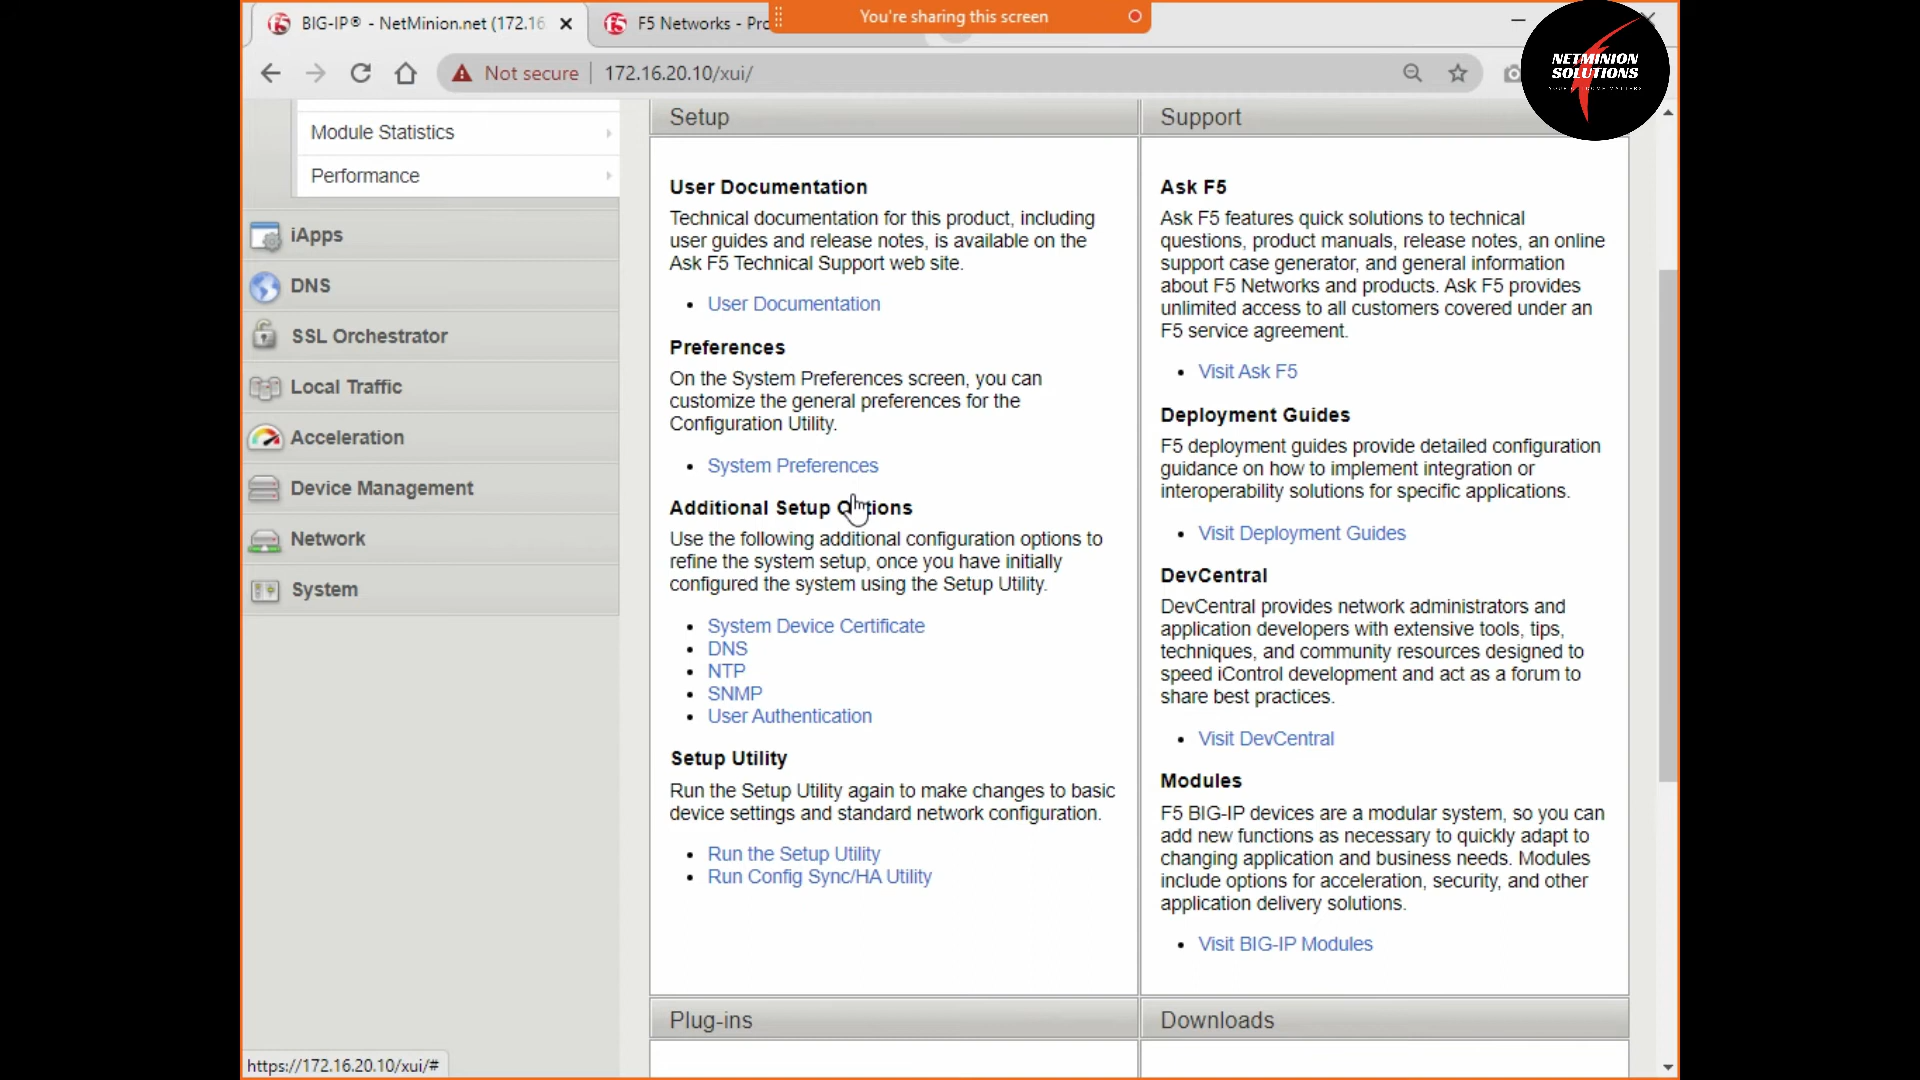 BIG-IP® - NetMinion.net (172.16
F5 Networks - Pro
You're sharing this screen
Not secure
172.16.20.10/xui/
NETMINION
SOLUTIONS
Module Statistics
Performance
iApps
DNS
SSL Orchestrator
Local Traffic
Acceleration
Device Management
Network
System
Setup
User Documentation
Technical documentation for this product, including
user guides and release notes, is available on the
Ask F5 Technical Support web site.
• User Documentation
Preferences
On the System Preferences screen, you can
customize the general preferences for the
Configuration Utility.
• System Preferences
Additional Setup Options
Use the following additional configuration options to
refine the system setup, once you have initially
configured the system using the Setup Utility.
• System Device Certificate
• DNS
• NTP
• SNMP
• User Authentication
Setup Utility
Run the Setup Utility again to make changes to basic
device settings and standard network configuration.
• Run the Setup Utility
• Run Config Sync/HA Utility
Support
Ask F5
Ask F5 features quick solutions to technical
questions, product manuals, release notes, an online
support case generator, and general information
about F5 Networks and products. Ask F5 provides
unlimited access to all customers covered under an
F5 service agreement.
• Visit Ask F5
Deployment Guides
F5 deployment guides provide detailed configuration
guidance on how to implement integration or
interoperability solutions for specific applications.
• Visit Deployment Guides
DevCentral
DevCentral provides network administrators and
application developers with extensive tools, tips,
techniques, and community resources designed to
speed iControl development and act as a forum to
share best practices.
• Visit DevCentral
Modules
F5 BIG-IP devices are a modular system, so you can
add new functions as necessary to quickly adapt to
changing application and business needs. Modules
include options for acceleration, security, and other
application delivery solutions.
• Visit BIG-IP Modules
Plug-ins
Downloads
https://172.16.20.10/xui/#